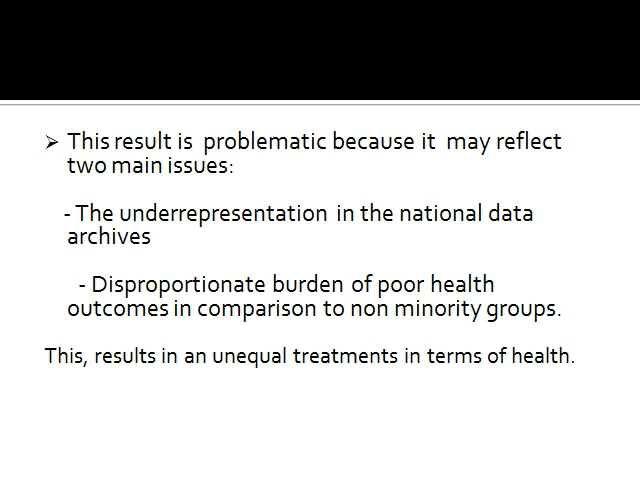 ➢ This result is problematic because it may reflect
two main issues:
- The underrepresentation in the national data
archives
- Disproportionate burden of poor health
outcomes in comparison to non minority groups.
This, results in an unequal treatments in terms of health.